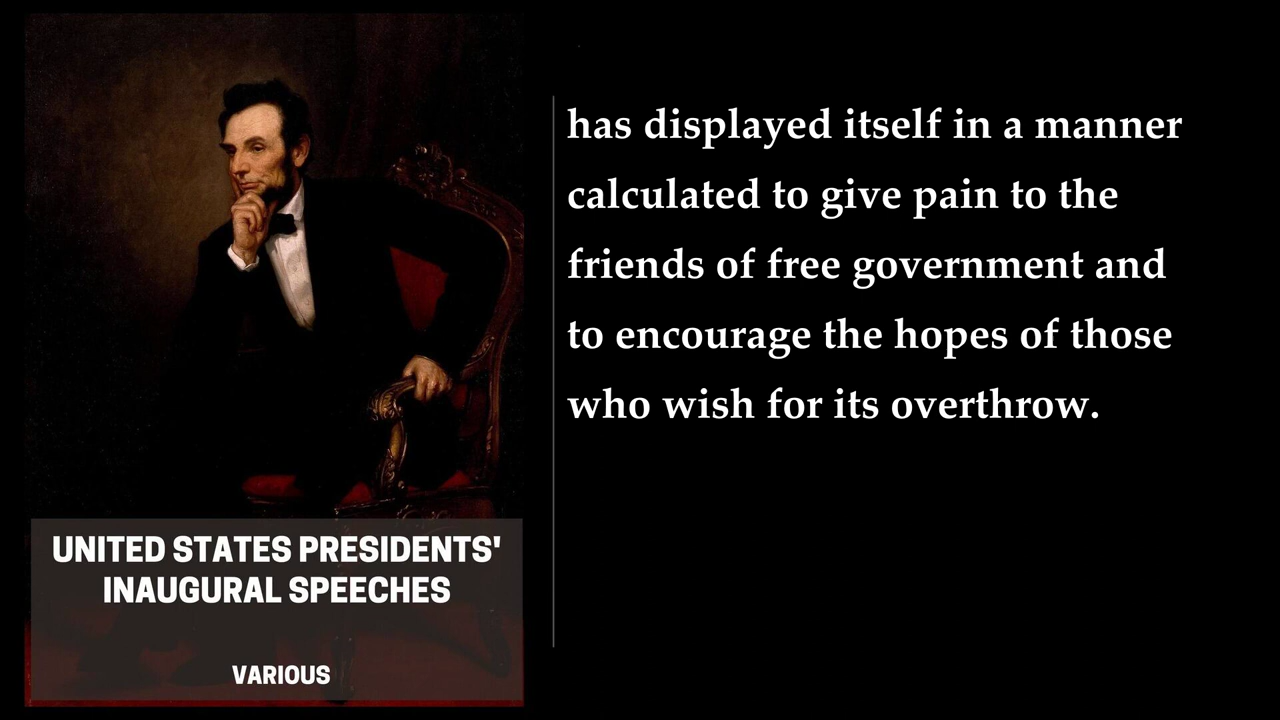 has displayed itself in a manner
calculated to give pain to the
friends of free government and
to encourage the hopes of those
who wish for its overthrow.
UNITED STATES PRESIDENTS'
INAUGURAL SPEECHES
VARIOUS